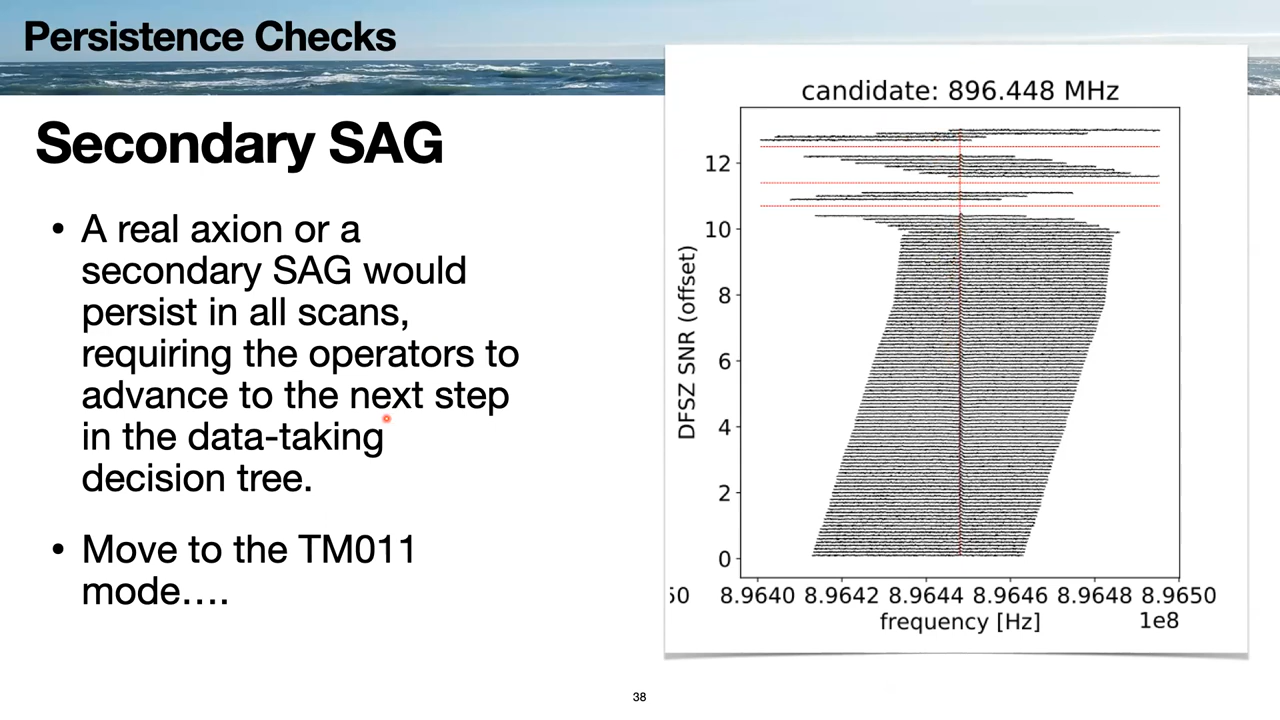 Persistence Checks
Secondary SAG
• A real axion or a
secondary SAG would
persist in all scans,
requiring the operators to
advance to the next step
in the data-taking
decision tree.
• Move to the TM011
mode….
candidate: 896.448 MHz
DFSZ SNR (offset)
12
10
8
6
4
2
0
50 8.9640 8.9642 8.9644 8.9646 8.9648 8.9650
frequency [Hz] 1e8
38